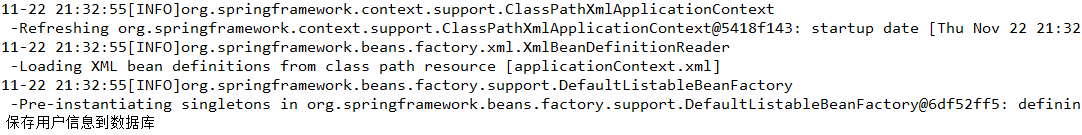 11-22 21:32:55[INFO]org.springframework.context.support.ClassPathXmlApplicationContext
-Refreshing org.springframework.context.support.ClassPathXmlApplicationContext@5418f143: startup date [Thu Nov 22 21:32
11-22 21:32:55[INFO]org.springframework.beans.factory.xml.XmlBeanDefinitionReader
-Loading XML bean definitions from class path resource [applicationContext.xml]
11-22 21:32:55[INFO]org.springframework.beans.factory.support.DefaultListableBeanFactory
-Pre-instantiating singletons in org.springframework.beans.factory.support.DefaultListableBeanFactory@6df52ff5: definin
保存用户信息到数据库